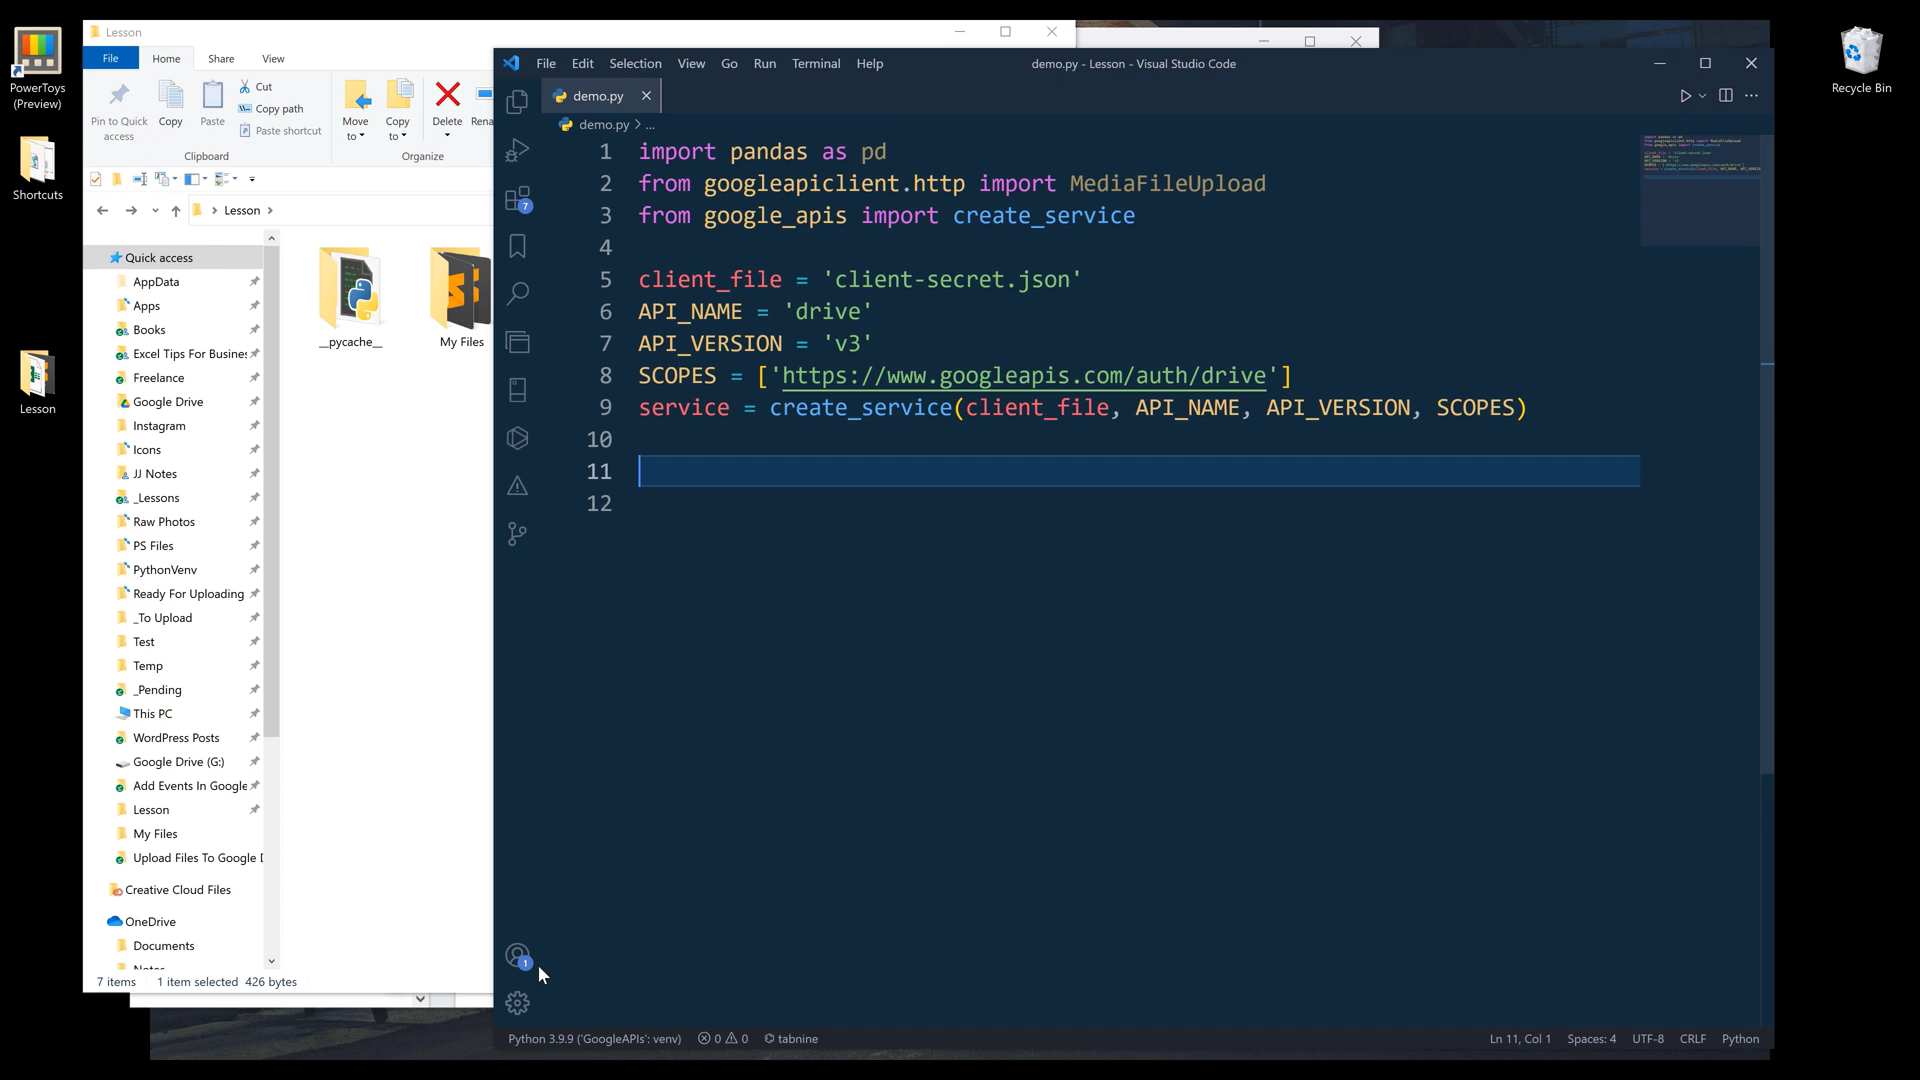 PowerToys
(Preview)
Shortcuts
Lesson
Recycle Bin
Lesson
File
Home
Share
View
Pin to Quick
access
Copy
Paste
Cut
Copy path
Paste shortcut
Move
to
Copy
to
Delete
Rena
Clipboard
Organize
Lesson
Quick access
AppData
Apps
Books
Excel Tips For Busines
Freelance
Google Drive
Instagram
Icons
JJ Notes
_Lessons
Raw Photos
PS Files
PythonVenv
Ready For Uploading
_To Upload
Test
Temp
_Pending
This PC
WordPress Posts
Google Drive (G:)
Add Events In Google
Lesson
My Files
Upload Files To Google D
Creative Cloud Files
OneDrive
Documents
__pycache__
My Files
7 items
1 item selected 426 bytes
File Edit Selection View Go Run Terminal Help
demo.py - Lesson - Visual Studio Code
demo.py
demo.py > ...
7
1
1 import pandas as pd
2 from googleapiclient.http import MediaFileUpload
3 from google_apis import create_service
4
5 client_file = 'client-secret.json'
6 API_NAME = 'drive'
7 API_VERSION = 'v3'
8 SCOPES = ['https://www.googleapis.com/auth/drive']
9 service = create_service(client_file, API_NAME, API_VERSION, SCOPES)
10
11
12
Python 3.9.9 ('GoogleAPIs': venv)
0 0
tabnine
Ln 11, Col 1
Spaces: 4
UTF-8
CRLF
Python